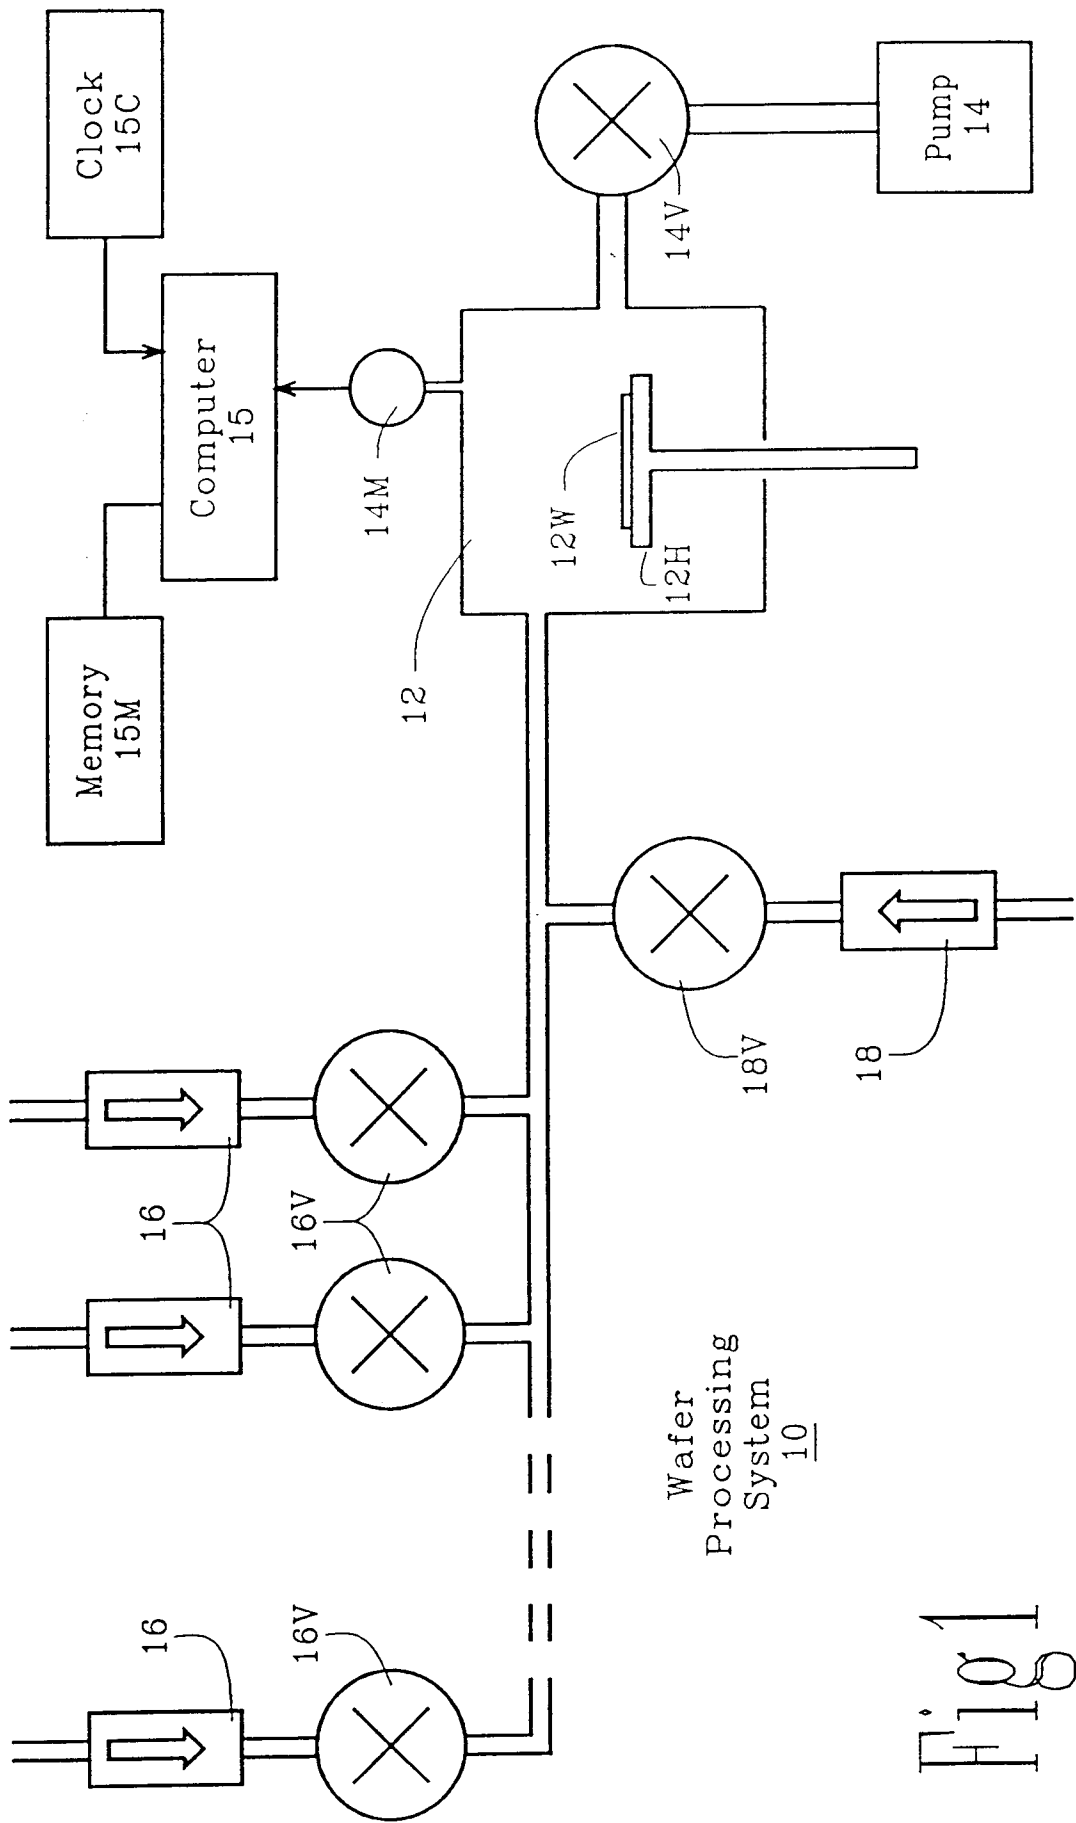 16
16V
16
16V
Memory
15M
Clock
15C
Computer
15
14M
12
12W
12H
14V
Pump
14
18V
18
Wafer
Processing
System
10
Fig 1